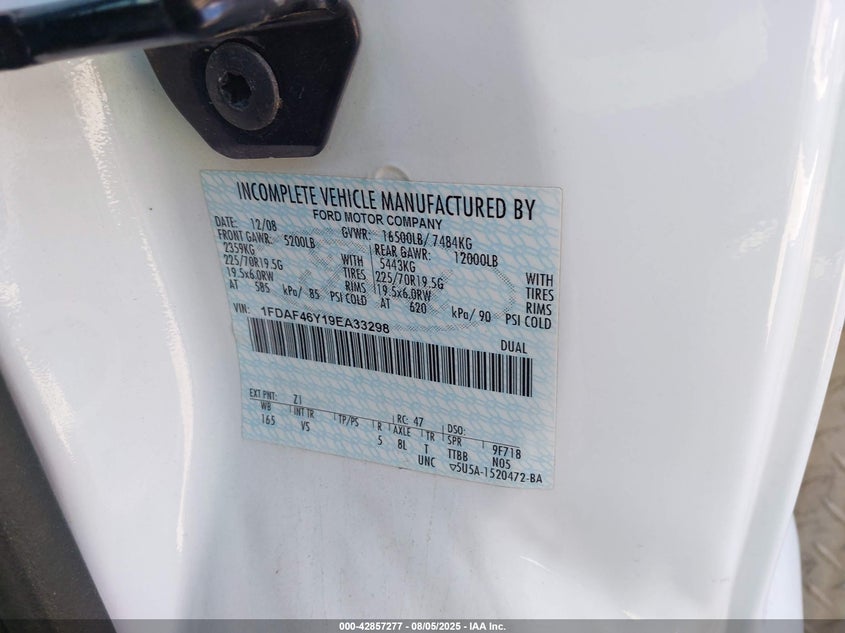 INCOMPLETE VEHICLE MANUFACTURED BY
FORD MOTOR COMPANY
DATE: 12/08 GVWR: 16500LB/ 7484KG
FRONT GAWR: 5200LB REAR GAWR: 12000LB
2359KG WITH 5443KG WITH
225/70R19.5G TIRES 225/70R19.5G TIRES
19.5x6.0RW RIMS 19.5x6.0RW RIMS
AT 585 kPa/ 85 PSI COLD AT 620 kPa/ 90 PSI COLD
VIN: 1FDAF46Y19EA33298
DUAL
EXT PNT: Z1 RC: 47 DSO:
WB INT TR TP/PS R AXLE TR SPR 9F718
165 VS 5 8L T TTBB N05
UNC ▽5U5A-1520472-BA
000-42857277 - 08/05/2025 - IAA Inc.